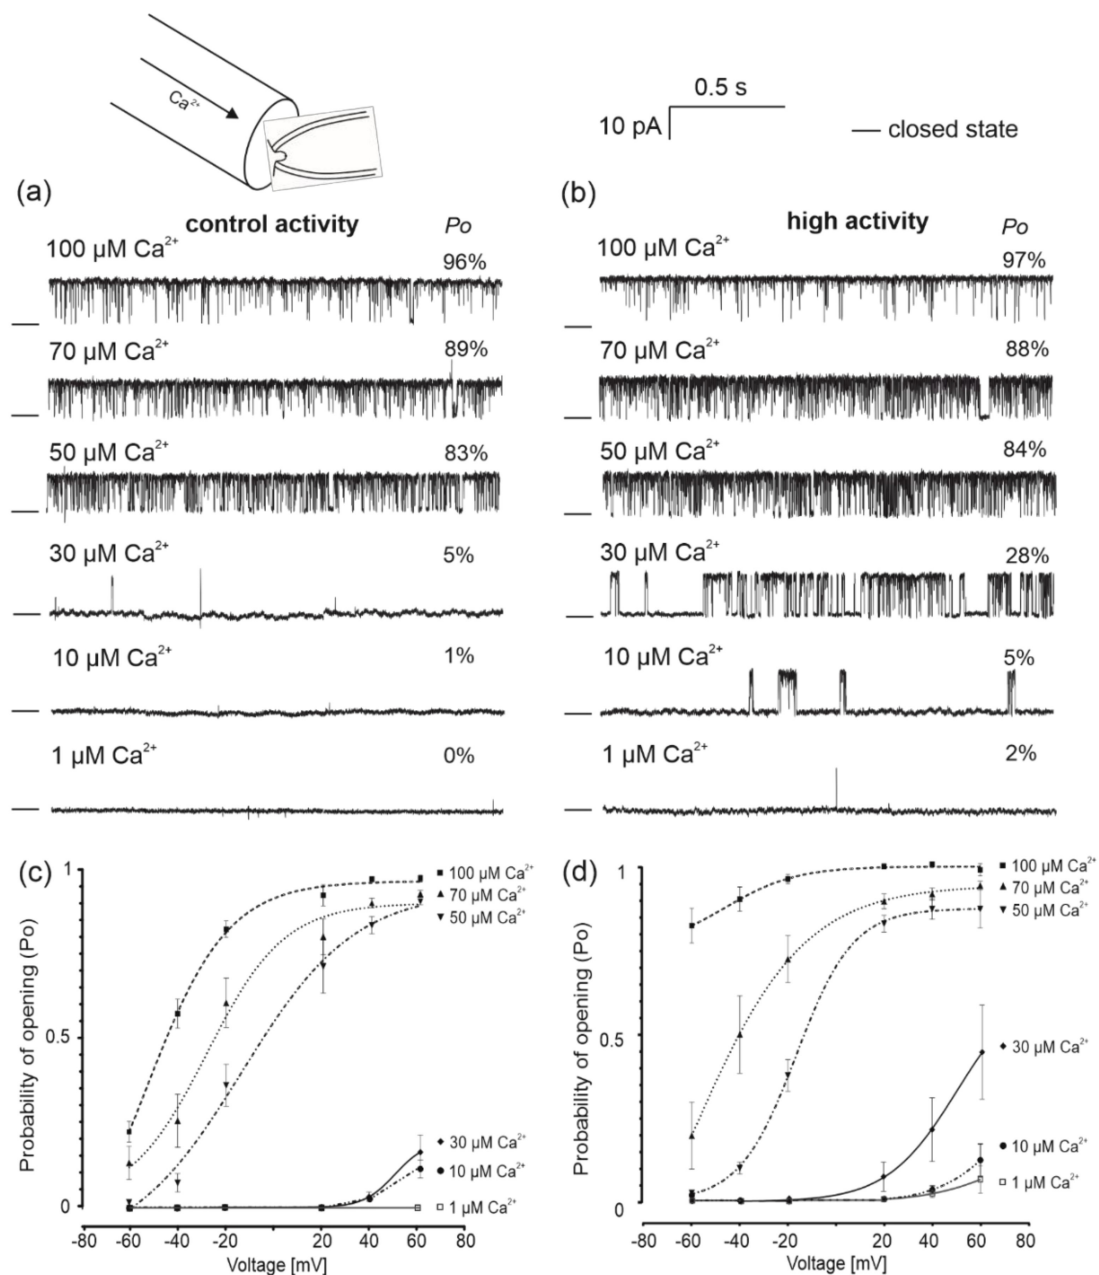 Ca²⁺
0.5 s
10 pA
closed state
(a)
control activity
Po
100 µM Ca²⁺
96%
70 µM Ca²⁺
89%
50 µM Ca²⁺
83%
30 µM Ca²⁺
5%
10 µM Ca²⁺
1%
1 µM Ca²⁺
0%
(b)
high activity
Po
100 µM Ca²⁺
97%
70 µM Ca²⁺
88%
50 µM Ca²⁺
84%
30 µM Ca²⁺
28%
10 µM Ca²⁺
5%
1 µM Ca²⁺
2%
(c)
Probability of opening (Po)
1
0.5
0
100 µM Ca²⁺
70 µM Ca²⁺
50 µM Ca²⁺
30 µM Ca²⁺
10 µM Ca²⁺
1 µM Ca²⁺
-80 -60 -40 -20 20 40 60 80
Voltage [mV]
(d)
Probability of opening (Po)
1
0.5
0
100 µM Ca²⁺
70 µM Ca²⁺
50 µM Ca²⁺
30 µM Ca²⁺
10 µM Ca²⁺
1 µM Ca²⁺
-80 -60 -40 -20 20 40 60 80
Voltage [mV]